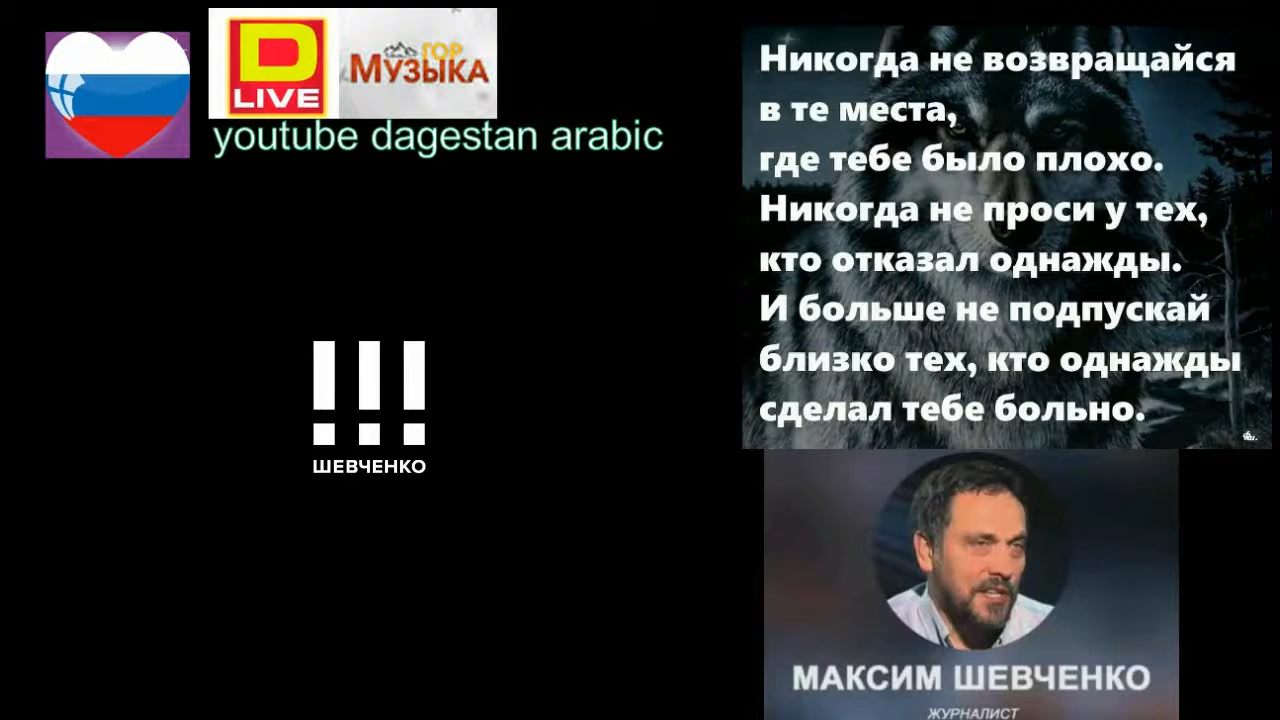 D
LIVE
ГОР
МУЗЫКА
youtube dagestan arabic
!!!
ШЕВЧЕНКО
Никогда не возвращайся
в те места,
где тебе было плохо.
Никогда не проси у тех,
кто отказал однажды.
И больше не подпускай
близко тех, кто однажды
сделал тебе больно.
МАКСИМ ШЕВЧЕНКО
ЖУРНАЛИСТ